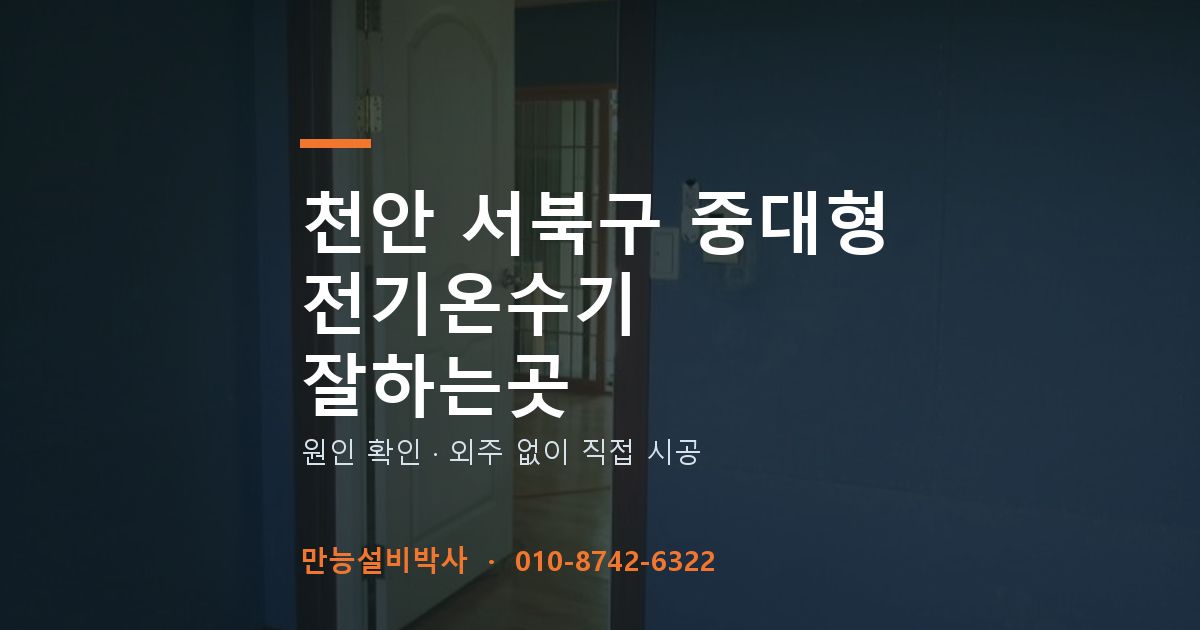 천안 서북구 중대형
전기온수기
잘하는곳
원인 확인 · 외주 없이 직접 시공
만능설비박사 · 010-8742-6322